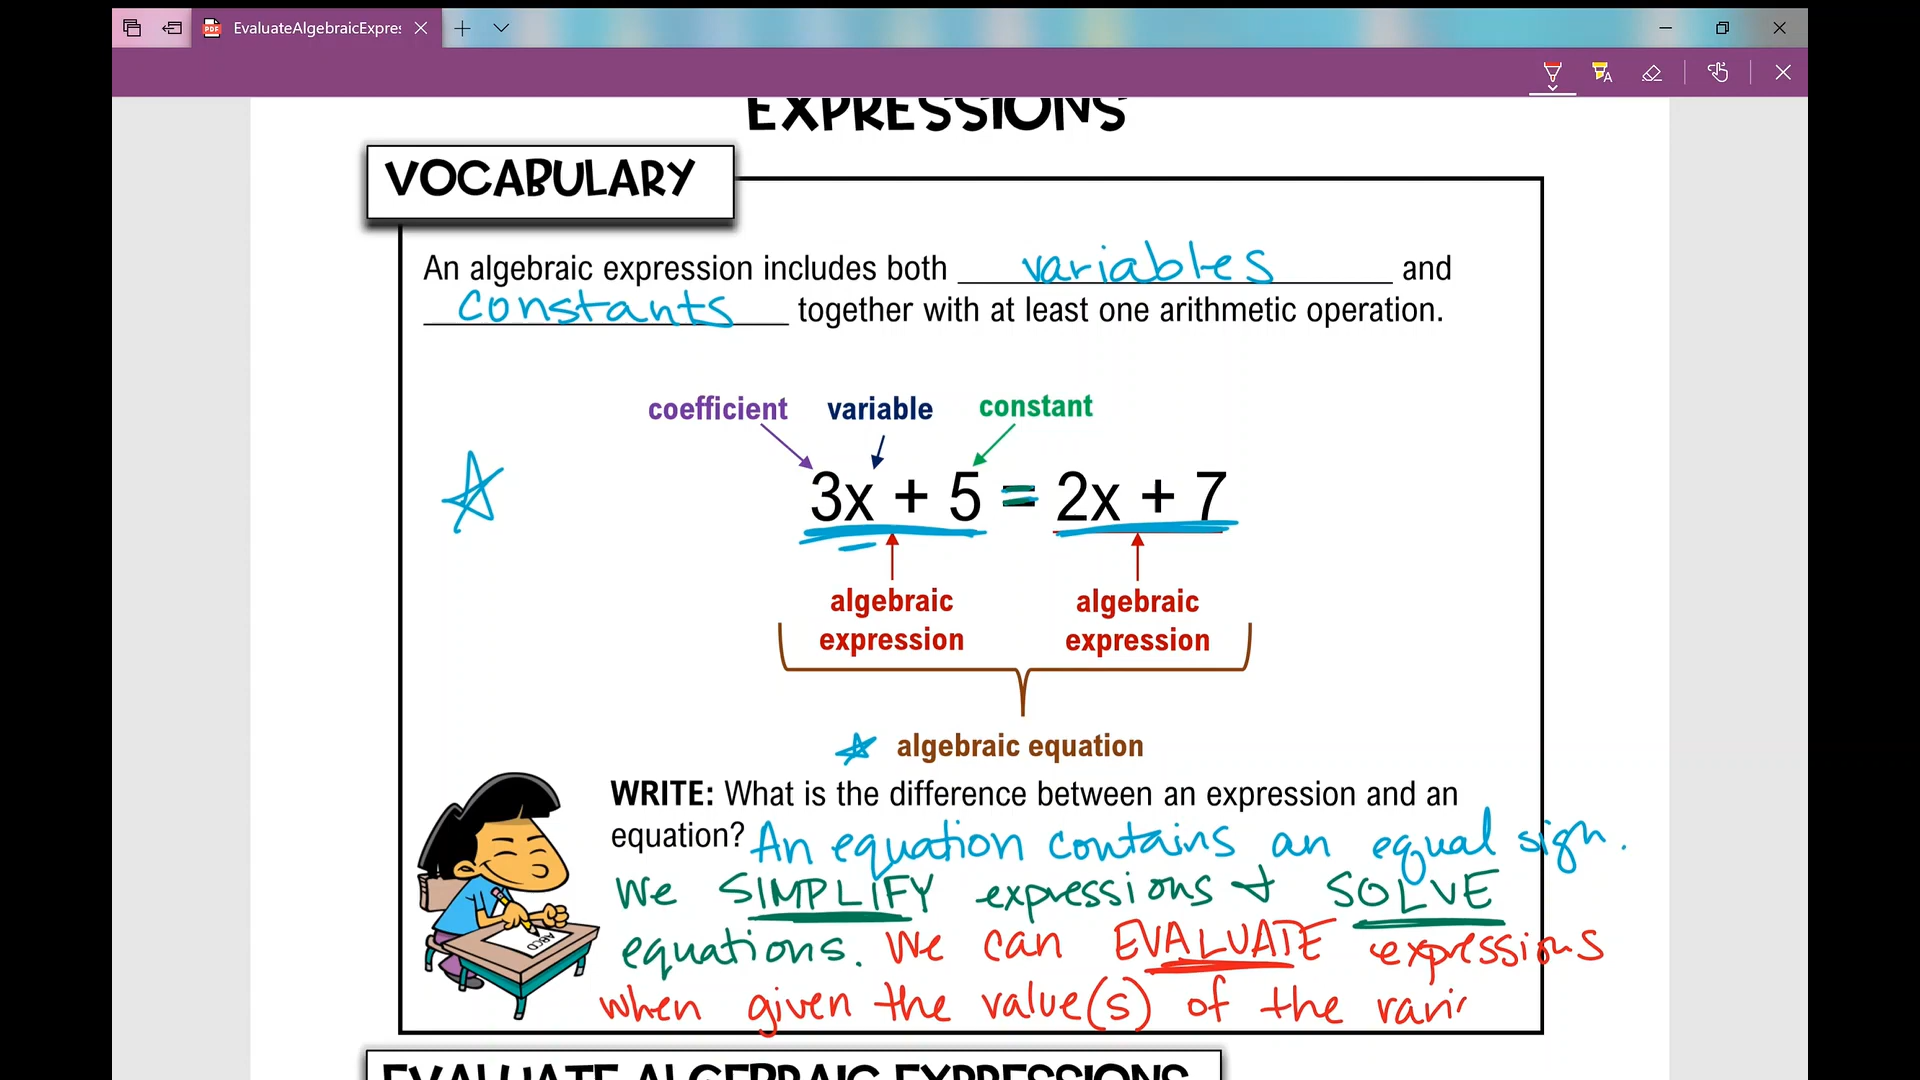 EvaluateAlgebraicExpre
EXPRESSIONS
VOCABULARY
An algebraic expression includes both variables and
constants together with at least one arithmetic operation.
coefficient variable constant
3x + 5 = 2x + 7
algebraic algebraic
expression expression
algebraic equation
WRITE: What is the difference between an expression and an
equation? An equation contains an equal sign.
We SIMPLIFY expressions & SOLVE
equations. We can EVALUATE expressions
when given the value(s) of the vari
EVALUATE ALGEBRAIC EXPRESSIONS